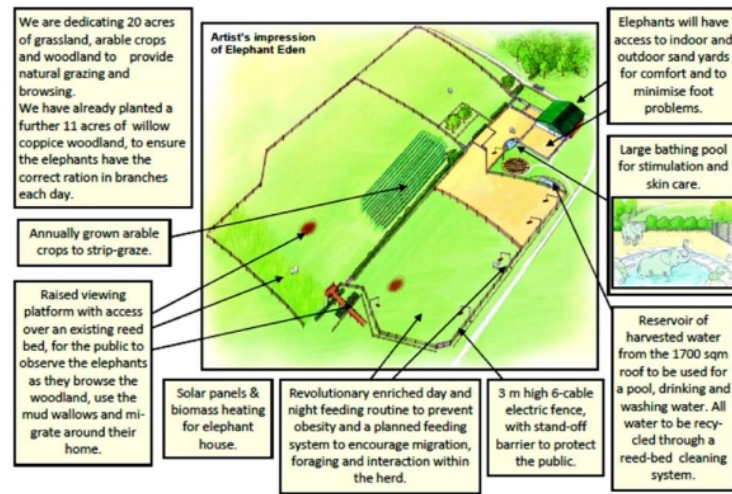 We are dedicating 20 acres
of grassland, arable crops
and woodland to provide
natural grazing and
browsing.
We have already planted a
further 11 acres of willow
coppice woodland, to ensure
the elephants have the
correct ration in branches
each day.
Artist's impression
of Elephant Eden
Elephants will have
access to indoor and
outdoor sand yards
for comfort and to
minimise foot
problems.
Large bathing pool
for stimulation and
skin care.
Annually grown arable
crops to strip-graze.
Raised viewing
platform with access
over an existing reed
bed, for the public to
observe the elephants
as they browse the
woodland, use the
mud wallows and mi-
grate around their
home.
Solar panels &
biomass heating
for elephant
house.
Revolutionary enriched day and
night feeding routine to prevent
obesity and a planned feeding
system to encourage migration,
foraging and interaction within
the herd.
3 m high 6-cable
electric fence,
with stand-off
barrier to protect
the public.
Reservoir of
harvested water
from the 1700 sqm
roof to be used for
a pool, drinking and
washing water. All
water to be recy-
cled through a
reed-bed cleaning
system.